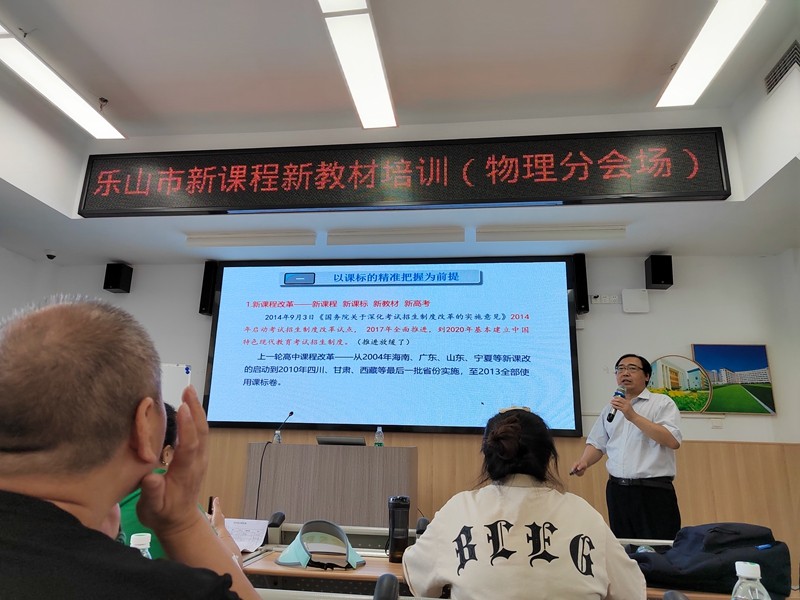 乐山市新课程新教材培训（物理分会场）
一 以课标的精准把握为前提
1.新课程改革——新课程 新课标 新教材 新高考
2014年9月3日《国务院关于深化考试招生制度改革的实施意见》2014
年启动考试招生制度改革试点， 2017年全面推进，到2020年基本建立中国
特色现代教育考试招生制度。（推进放缓了）
上一轮高中课程改革——从2004年海南、广东、山东、宁夏等新课改
的启动到2010年四川、甘肃、西藏等最后一批省份实施，至2013全部使
用课标卷。
BLEG